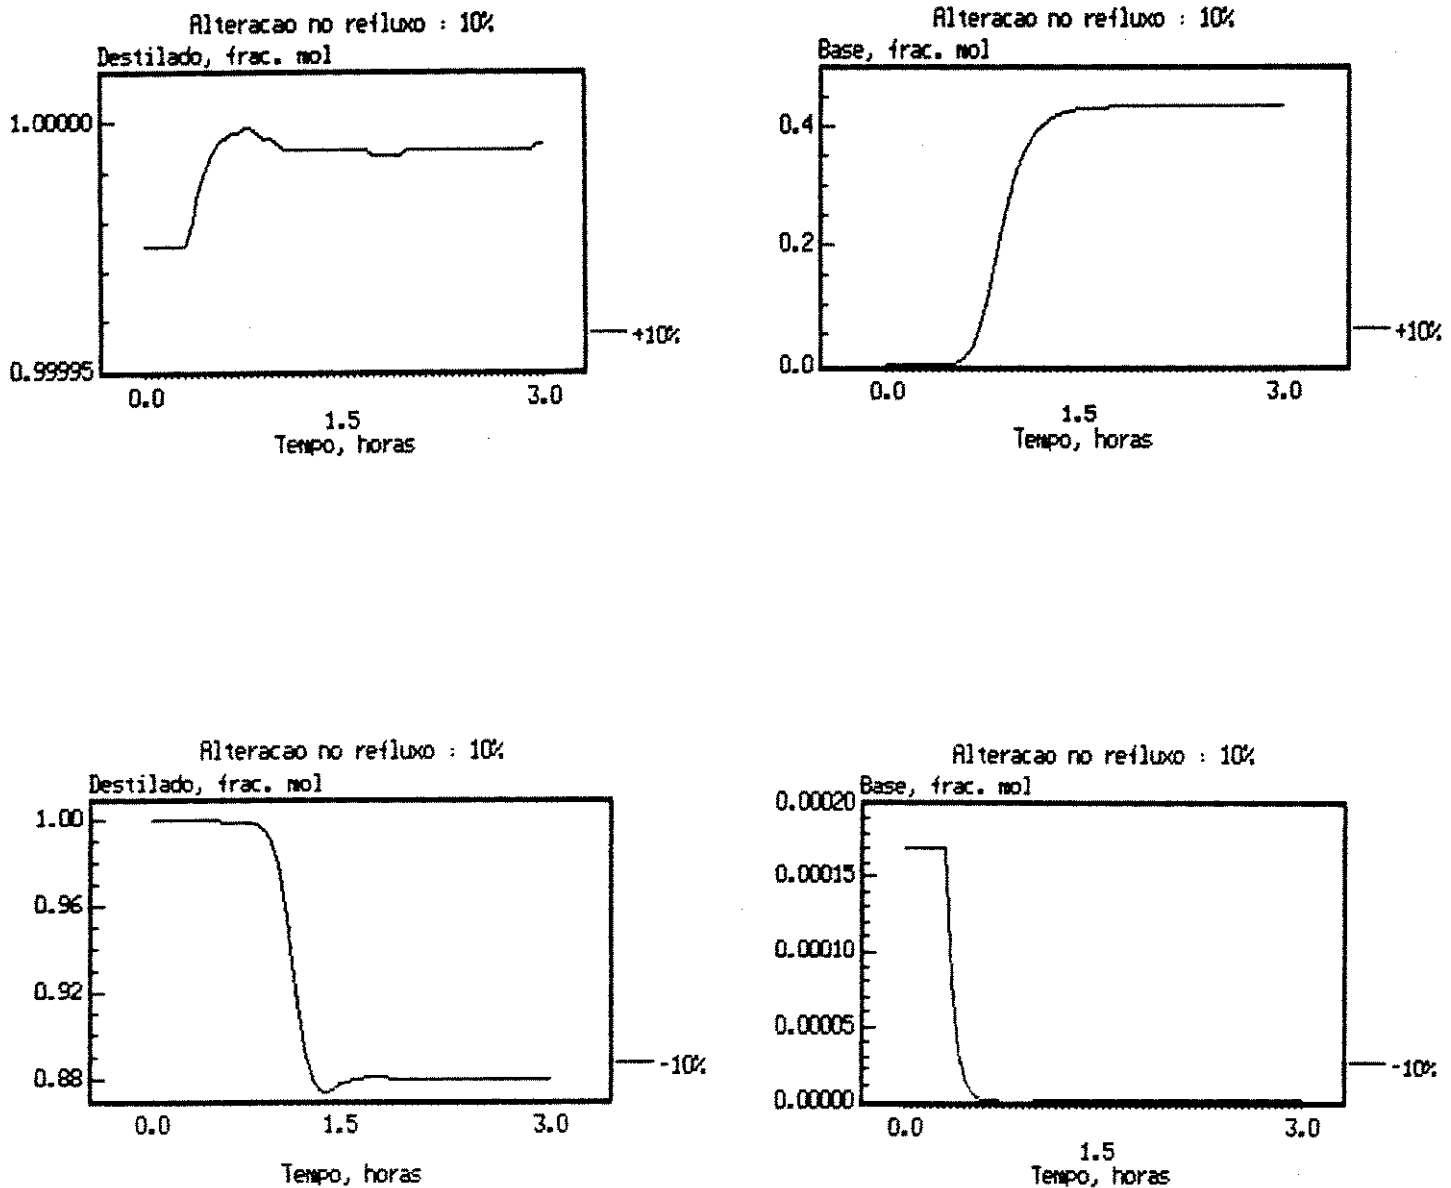 Alteracao no refluxo : 10%
Destilado, frac. mol
1.00000
0.99995
0.0
3.0
1.5
Tempo, horas
+10%
Alteracao no refluxo : 10%
Base, frac. mol
0.4
0.2
0.0
0.0
3.0
1.5
Tempo, horas
+10%
Alteracao no refluxo : 10%
Destilado, frac. mol
1.00
0.96
0.92
0.88
0.0
1.5
3.0
Tempo, horas
-10%
Alteracao no refluxo : 10%
Base, frac. mol
0.00020
0.00015
0.00010
0.00005
0.00000
0.0
3.0
1.5
Tempo, horas
-10%